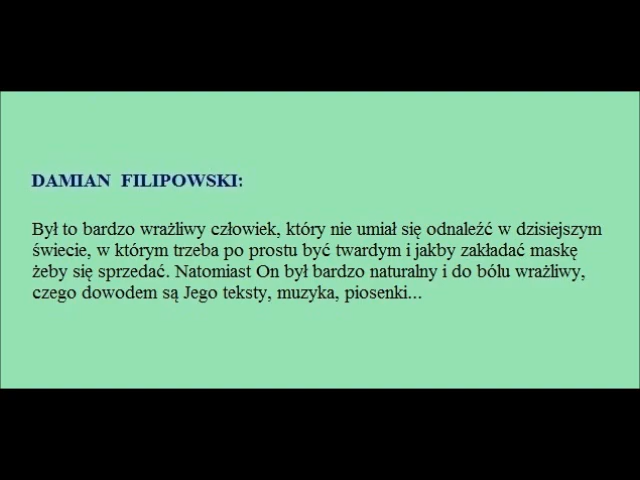 DAMIAN FILIPOWSKI:
Był to bardzo wrażliwy człowiek, który nie umiał się odnaleźć w dzisiejszym
świecie, w którym trzeba po prostu być twardym i jakby zakładać maskę
żeby się sprzedać. Natomiast On był bardzo naturalny i do bólu wrażliwy,
czego dowodem są Jego teksty, muzyka, piosenki...